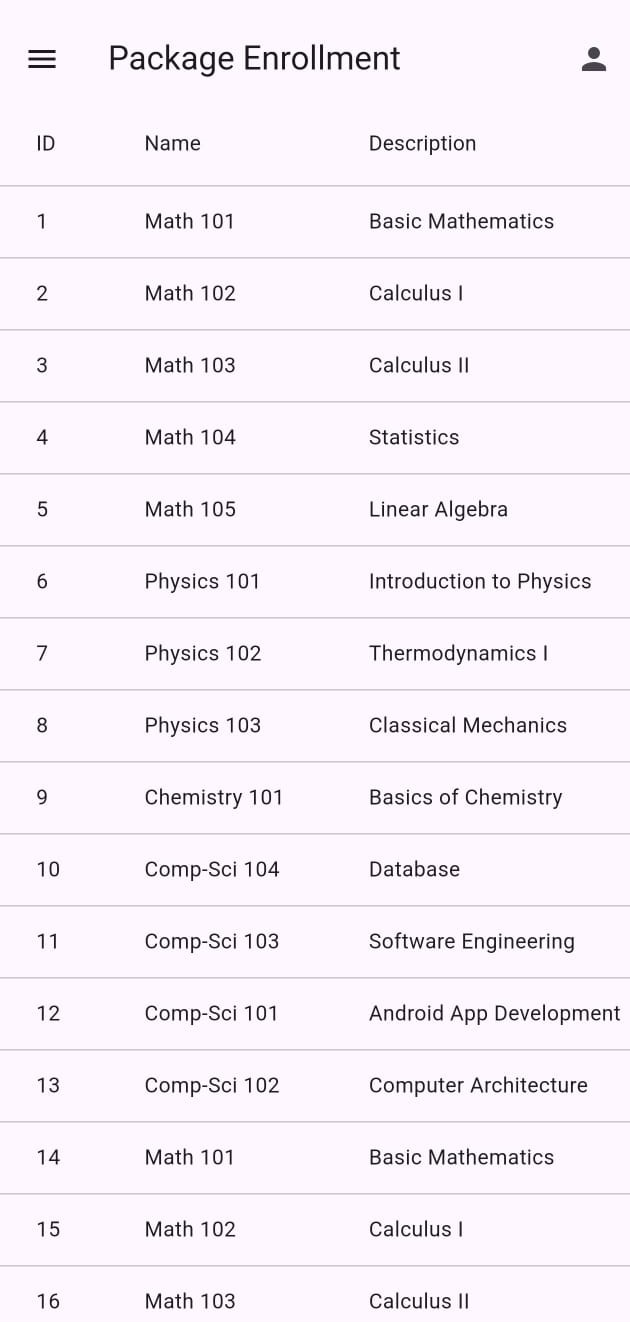 Package Enrollment
ID Name Description
1 Math 101 Basic Mathematics
2 Math 102 Calculus I
3 Math 103 Calculus II
4 Math 104 Statistics
5 Math 105 Linear Algebra
6 Physics 101 Introduction to Physics
7 Physics 102 Thermodynamics I
8 Physics 103 Classical Mechanics
9 Chemistry 101 Basics of Chemistry
10 Comp-Sci 104 Database
11 Comp-Sci 103 Software Engineering
12 Comp-Sci 101 Android App Development
13 Comp-Sci 102 Computer Architecture
14 Math 101 Basic Mathematics
15 Math 102 Calculus I
16 Math 103 Calculus II